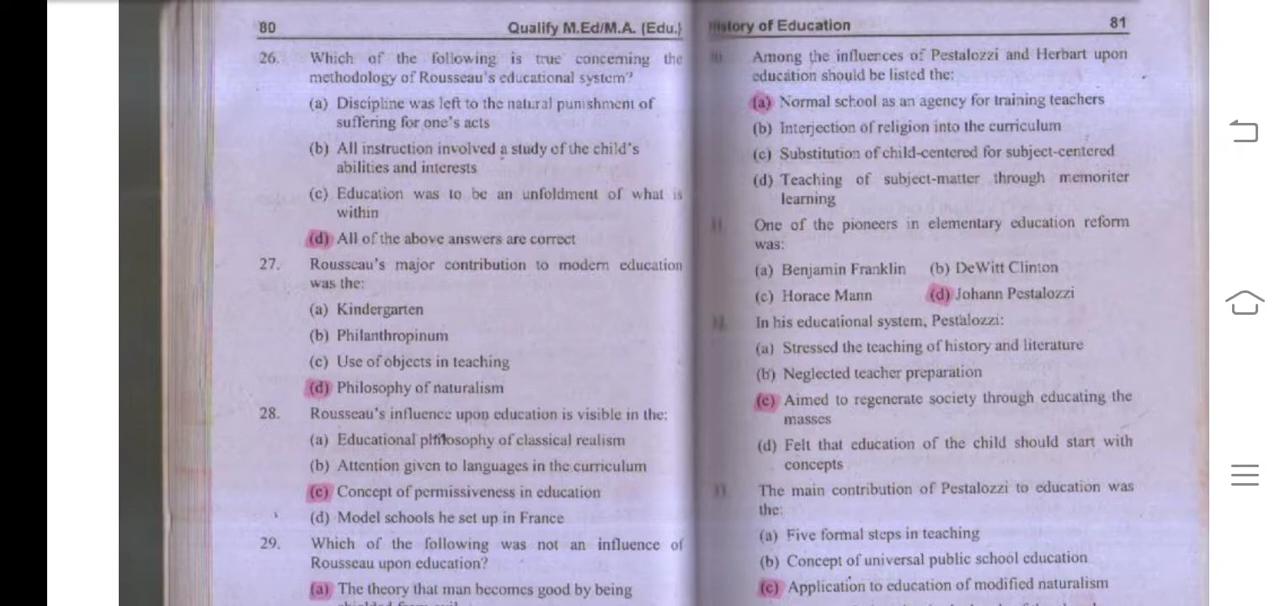 80 Qualify M.Ed/M.A. (Edu.)
26. Which of the following is true concerning the
methodology of Rousseau's educational system?
(a) Discipline was left to the natural punishment of
suffering for one's acts
(b) All instruction involved a study of the child's
abilities and interests
(c) Education was to be an unfoldment of what is
within
(d) All of the above answers are correct
27. Rousseau's major contribution to modern education
was the:
(a) Kindergarten
(b) Philanthropinum
(c) Use of objects in teaching
(d) Philosophy of naturalism
28. Rousseau's influence upon education is visible in the:
(a) Educational philosophy of classical realism
(b) Attention given to languages in the curriculum
(c) Concept of permissiveness in education
(d) Model schools he set up in France
29. Which of the following was not an influence of
Rousseau upon education?
(a) The theory that man becomes good by being
shielded from evil
History of Education 81
Among the influences of Pestalozzi and Herbart upon
education should be listed the:
(a) Normal school as an agency for training teachers
(b) Interjection of religion into the curriculum
(c) Substitution of child-centered for subject-centered
(d) Teaching of subject-matter through memoriter
learning
One of the pioneers in elementary education reform
was:
(a) Benjamin Franklin (b) DeWitt Clinton
(c) Horace Mann (d) Johann Pestalozzi
In his educational system, Pestalozzi:
(a) Stressed the teaching of history and literature
(b) Neglected teacher preparation
(c) Aimed to regenerate society through educating the
masses
(d) Felt that education of the child should start with
concepts
The main contribution of Pestalozzi to education was
the:
(a) Five formal steps in teaching
(b) Concept of universal public school education
(c) Application to education of modified naturalism